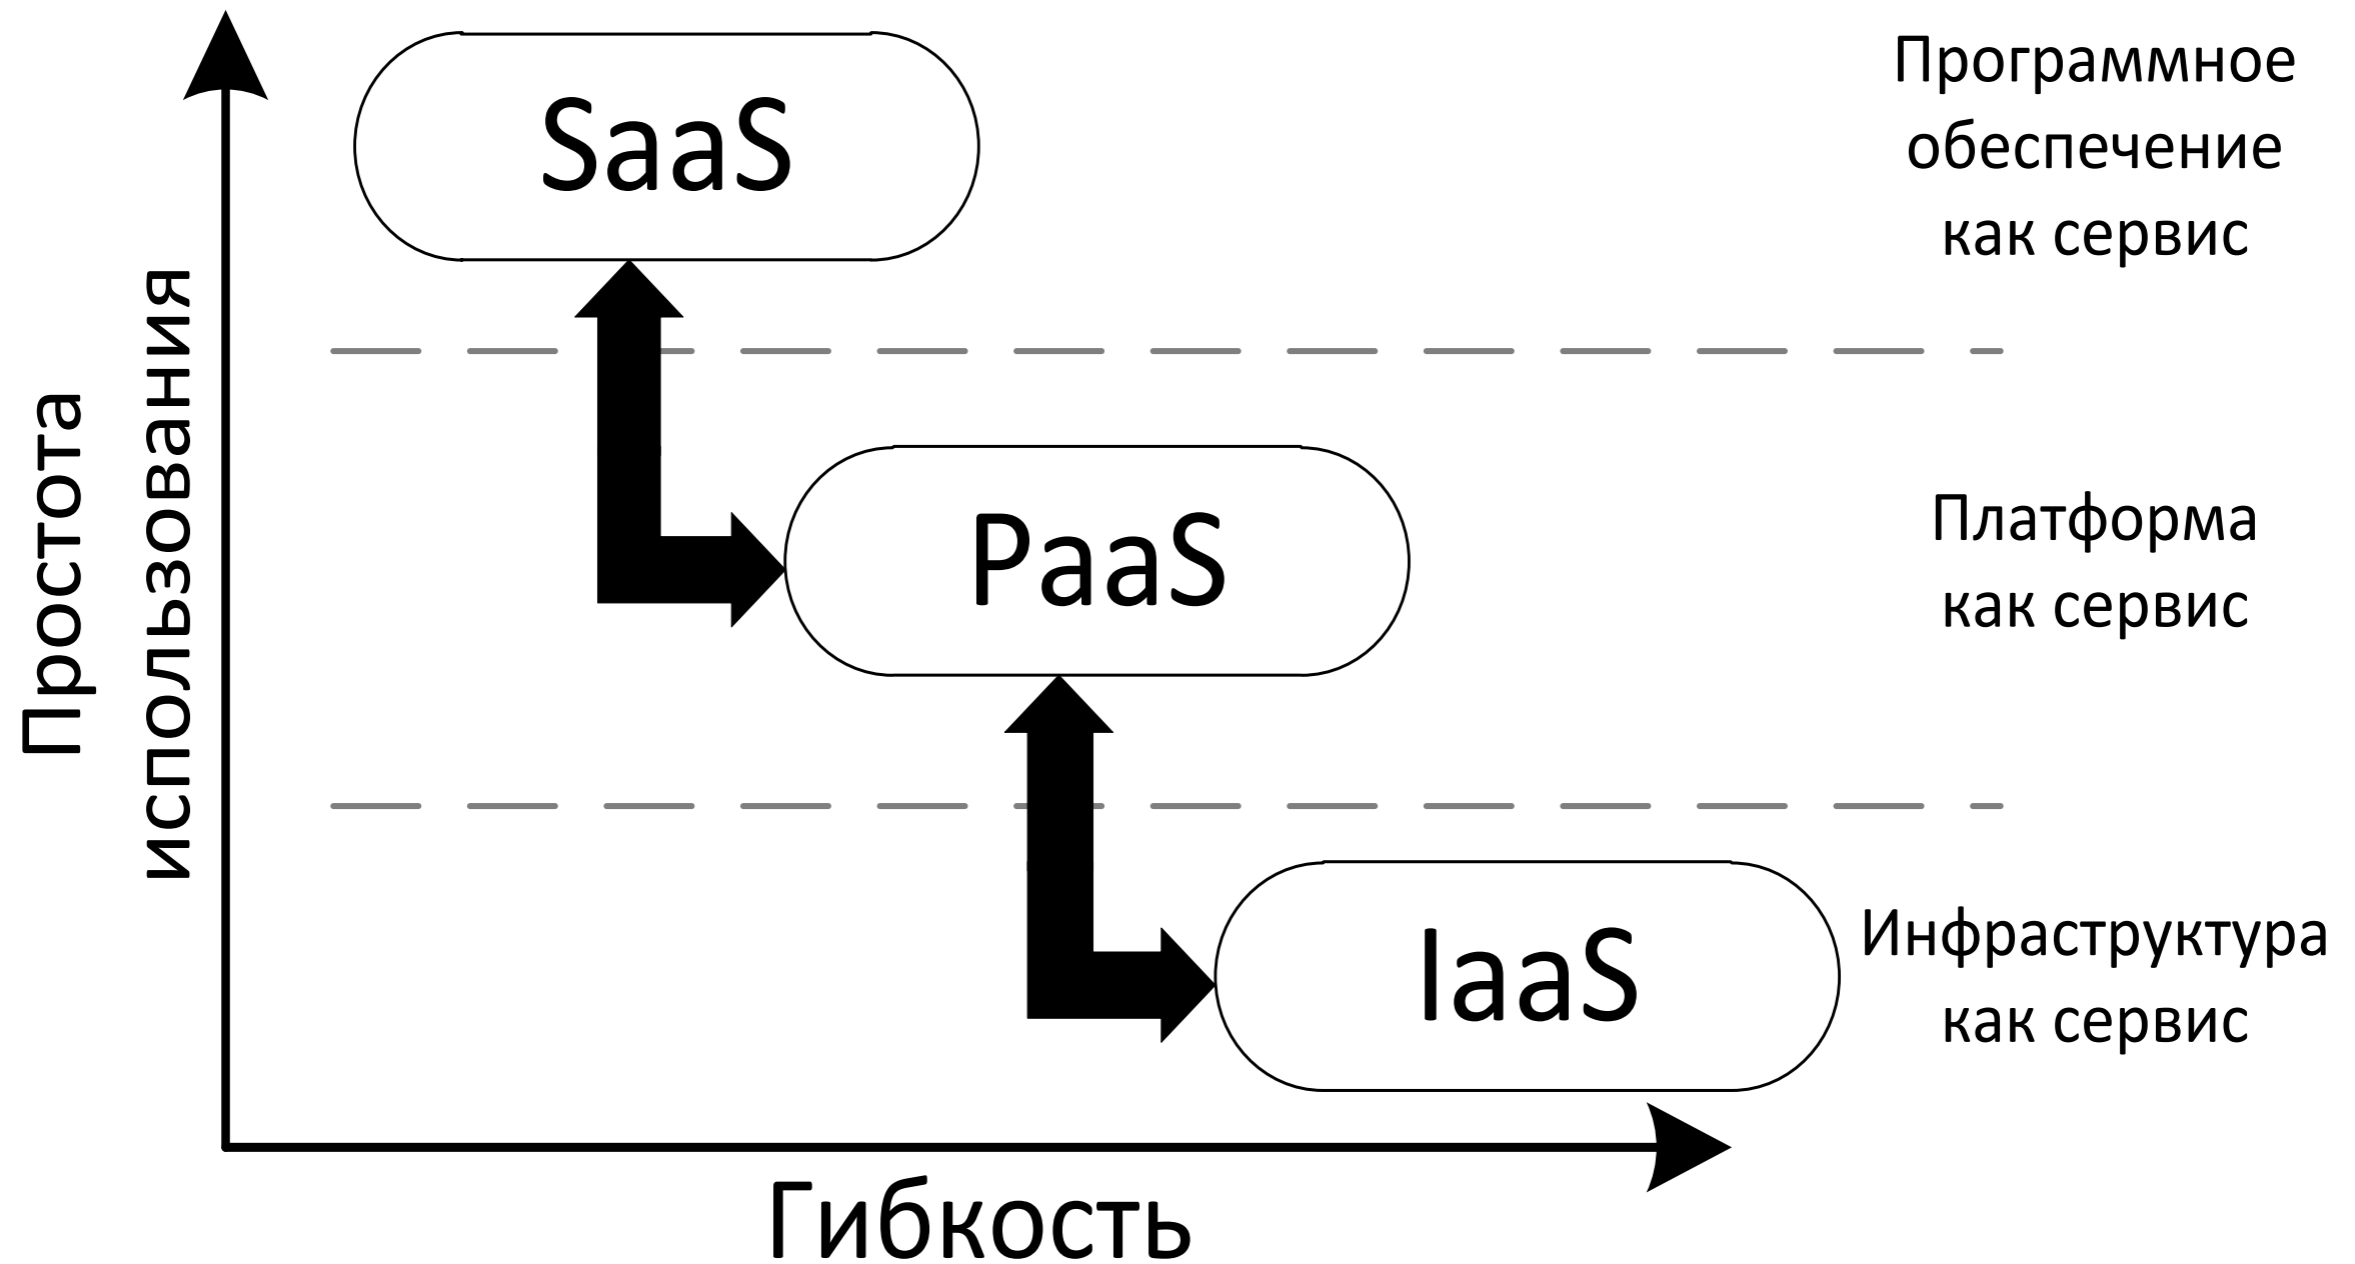 Простота
использования
SaaS
Программное
обеспечение
как сервис
PaaS
Платформа
как сервис
IaaS
Инфраструктура
как сервис
Гибкость